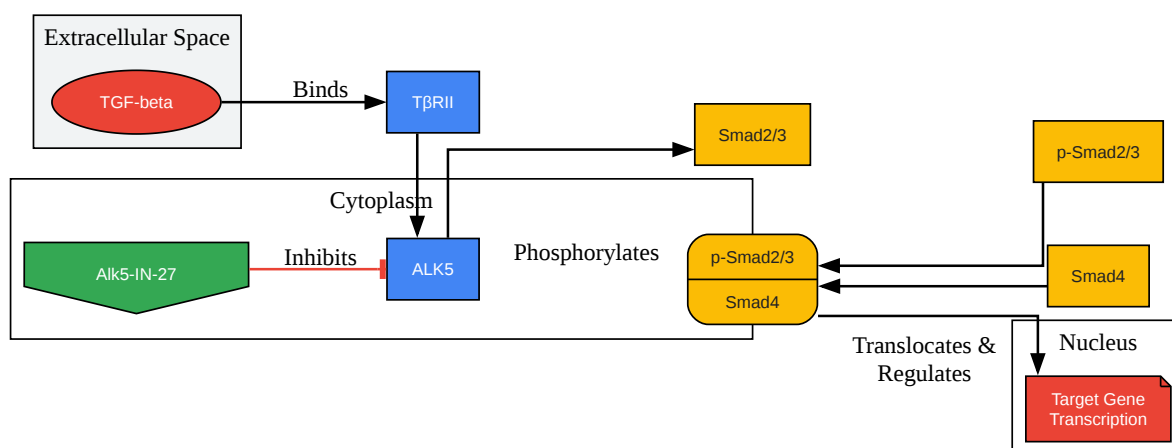 Extracellular Space
TGF-beta
Binds
TβRII
Smad2/3
p-Smad2/3
Cytoplasm
Alk5-IN-27
Inhibits
ALK5
Phosphorylates
p-Smad2/3
Smad4
Smad4
Translocates &
Regulates
Nucleus
Target Gene
Transcription